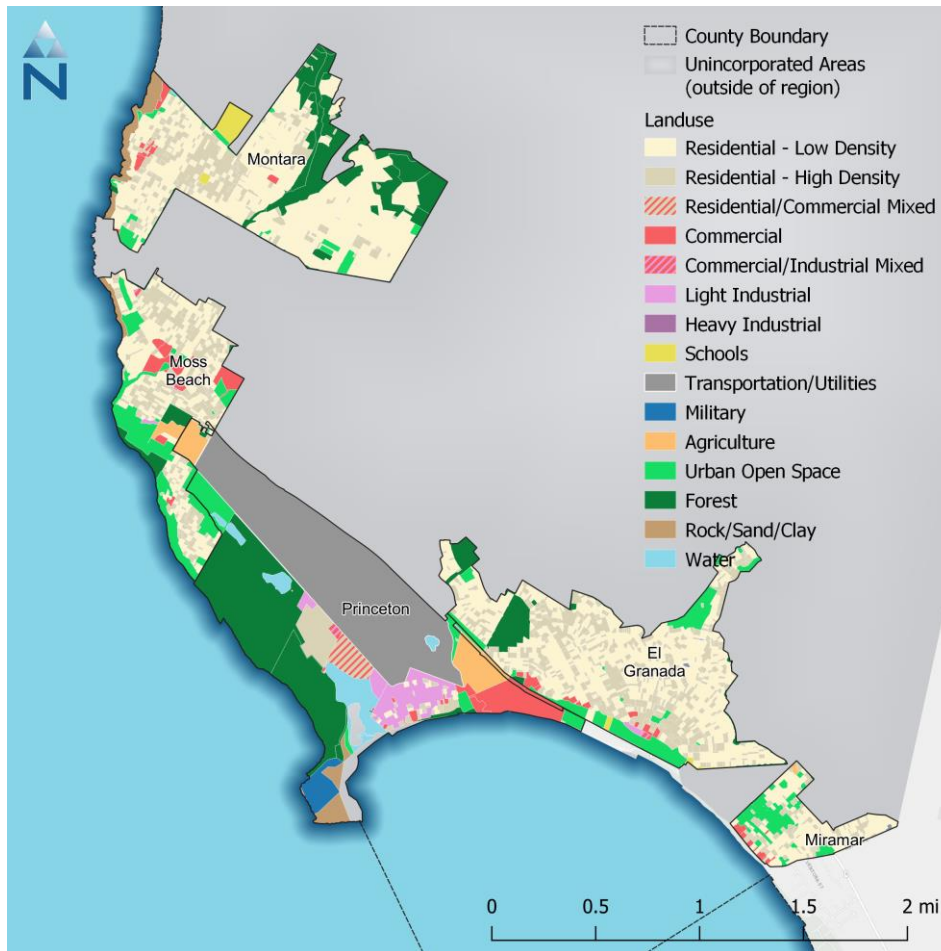 N
County Boundary
Unincorporated Areas
(outside of region)
Landuse
Residential - Low Density
Residential - High Density
Residential/Commercial Mixed
Commercial
Commercial/Industrial Mixed
Light Industrial
Heavy Industrial
Schools
Transportation/Utilities
Military
Agriculture
Urban Open Space
Forest
Rock/Sand/Clay
Water
Montara
Moss
Beach
Princeton
El
Granada
Miramar
0 0.5 1 1.5 2 mi